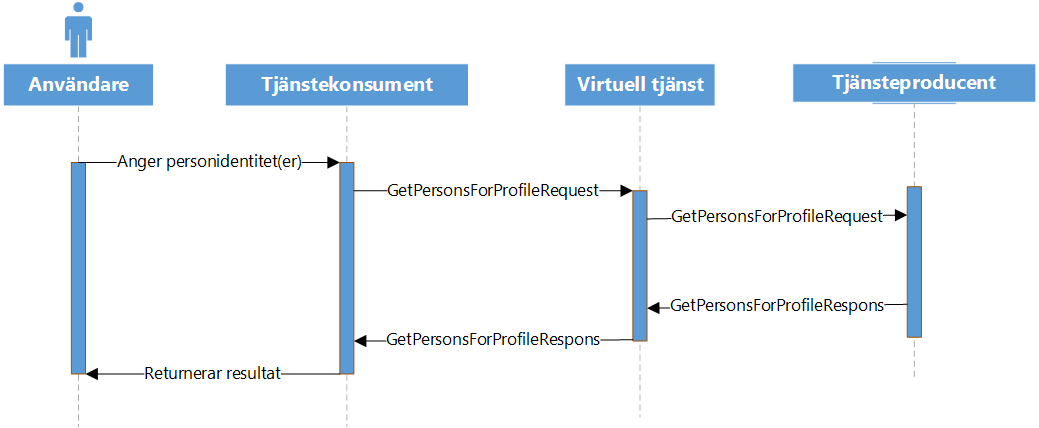 Användare
Tjänstekonsument
Virtuell tjänst
Tjänsteproducent
Anger personidentitet(er)
GetPersonsForProfileRequest
GetPersonsForProfileRequest
GetPersonsForProfileRespons
GetPersonsForProfileRespons
Returnerar resultat